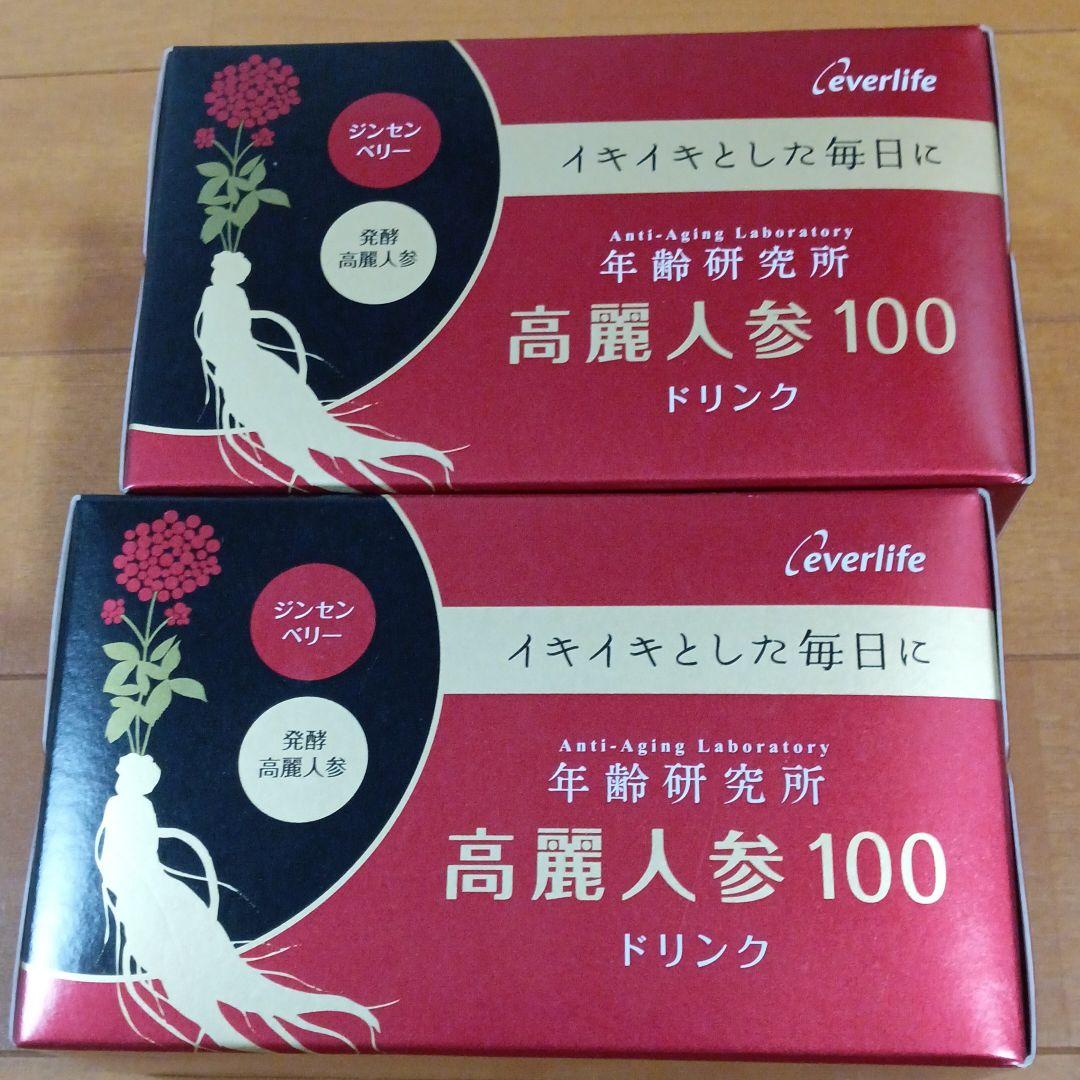 everlife
ジンセン
ベリー
イキイキとした毎日に
発酵
高麗人参
Anti-Aging Laboratory
年齢研究所
高麗人参100
ドリンク
everlife
ジンセン
ベリー
イキイキとした毎日に
発酵
高麗人参
Anti-Aging Laboratory
年齢研究所
高麗人参100
ドリンク